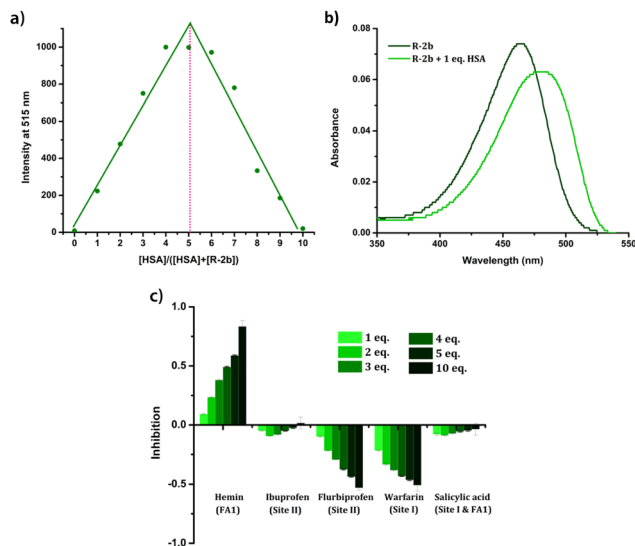 a)
Intensity at 515 nm
1000
800
600
400
200
0
0 1 2 3 4 5 6 7 8 9 10
[HSA]/([HSA]+[R-2b])
b)
R-2b
R-2b + 1 eq. HSA
Absorbance
0.08
0.06
0.04
0.02
0.00
350 400 450 500 550
Wavelength (nm)
c)
Inhibition
1.0
0.5
0.0
-0.5
-1.0
1 eq.
2 eq.
3 eq.
4 eq.
5 eq.
10 eq.
Hemin
(FA1)
Ibuprofen
(Site II)
Flurbiprofen
(Site II)
Warfarin
(Site I)
Salicylic acid
(Site I & FA1)